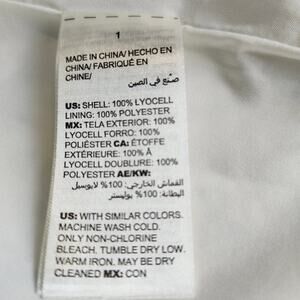 1
MADE IN CHINA/ HECHO EN
CHINA/ FABRIQUÉ EN
CHINE/
صنع في الصين
US: SHELL: 100% LYOCELL
LINING: 100% POLYESTER
MX: TELA EXTERIOR: 100%
LYOCELL FORRO: 100%
POLIÉSTER CA: ÉTOFFE
EXTÉRIEURE: 100% Â
LYOCELL DOUBLURE: 100%
POLYESTER AE/KW:
القماش الخارجي: 100% لايوسيل
البطانة: 100% بوليستر
US: WITH SIMILAR COLORS.
MACHINE WASH COLD.
ONLY NON-CHLORINE
BLEACH. TUMBLE DRY LOW.
WARM IRON. MAY BE DRY
CLEANED MX: CON